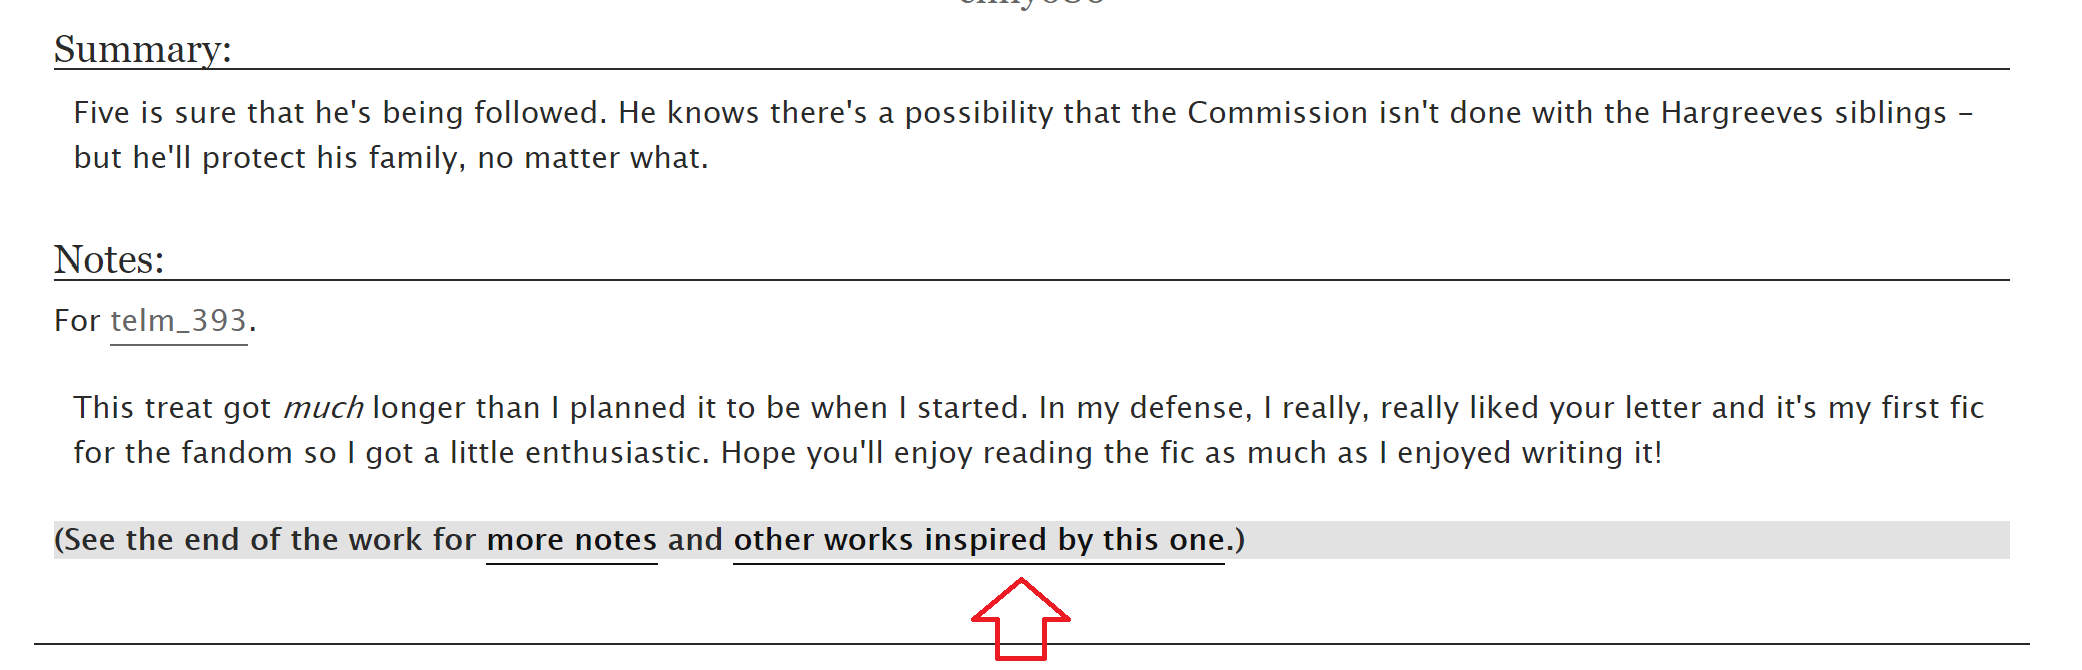 Summary:
Five is sure that he's being followed. He knows there's a possibility that the Commission isn't done with the Hargreeves siblings –
but he'll protect his family, no matter what.
Notes:
For telm_393.
This treat got much longer than I planned it to be when I started. In my defense, I really, really liked your letter and it's my first fic
for the fandom so I got a little enthusiastic. Hope you'll enjoy reading the fic as much as I enjoyed writing it!
(See the end of the work for more notes and other works inspired by this one.)